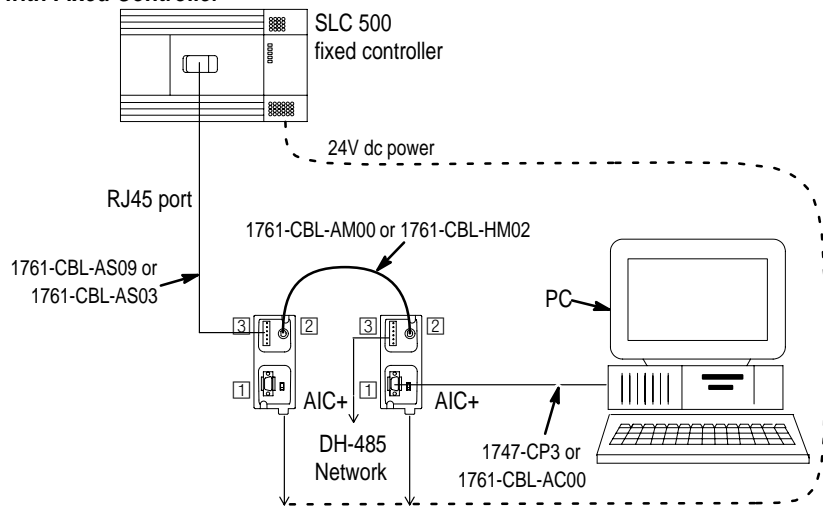 SLC 500
fixed controller
24V dc power
RJ45 port
1761-CBL-AM00 or 1761-CBL-HM02
1761-CBL-AS09 or
1761-CBL-AS03
PC
3
2
3
2
1
1
AIC+
AIC+
DH-485
Network
1747-CP3 or
1761-CBL-AC00